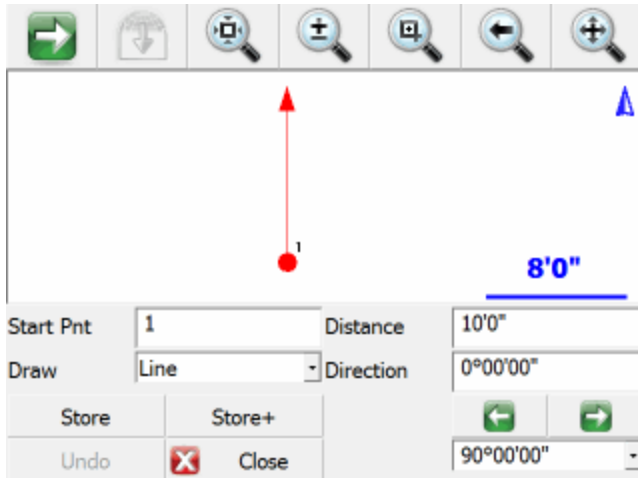 1
8'0"
Start Pnt 1 Distance 10'0"
Draw Line Direction 0°00'00"
Store Store+
Undo Close 90°00'00"